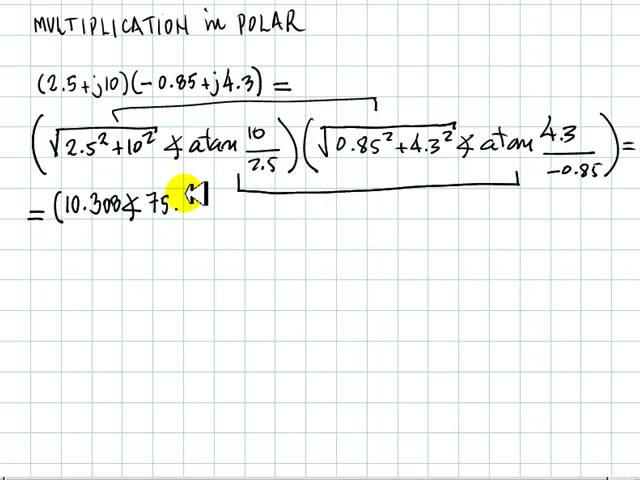 MULTIPLICATION in POLAR
(2.5+j10)(-0.85+j4.3)=
(√2.5²+10² ∡ atan 10/2.5)(√0.85²+4.3² ∡ atan 4.3/-0.85)=
= (10.308∡75.